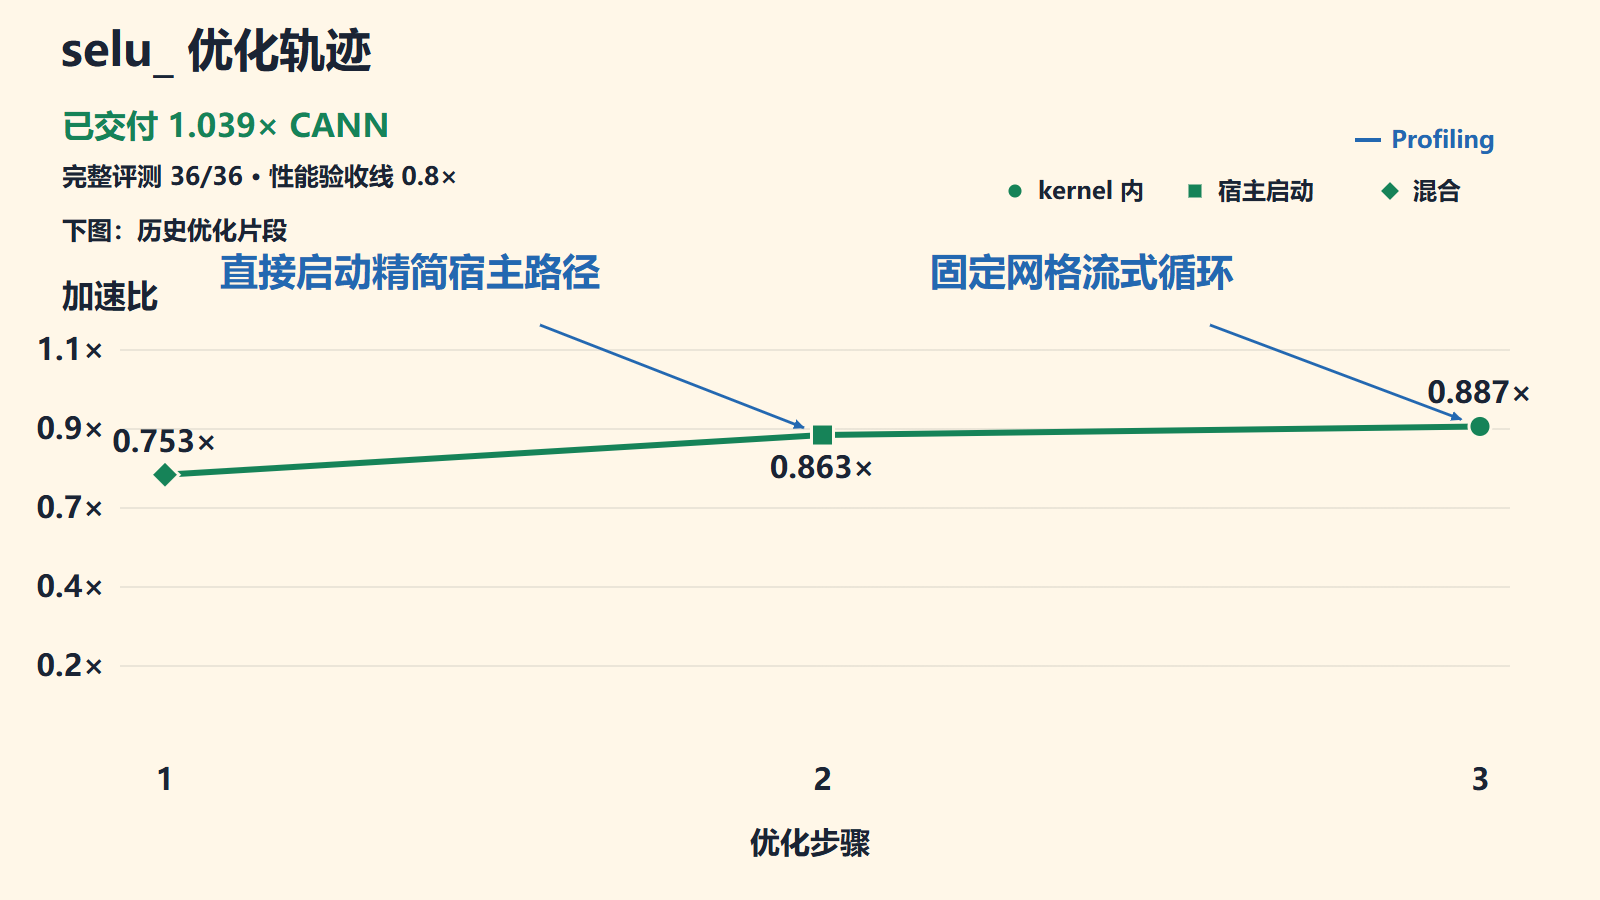 selu_ 优化轨迹
已交付 1.039× CANN
完整评测 36/36·性能验收线 0.8×
下图：历史优化片段
Profiling
kernel 内
宿主启动
混合
直接启动精简宿主路径
固定网格流式循环
加速比
1.1×
0.9×
0.7×
0.4×
0.2×
0.753×
0.863×
0.887×
1
2
3
优化步骤